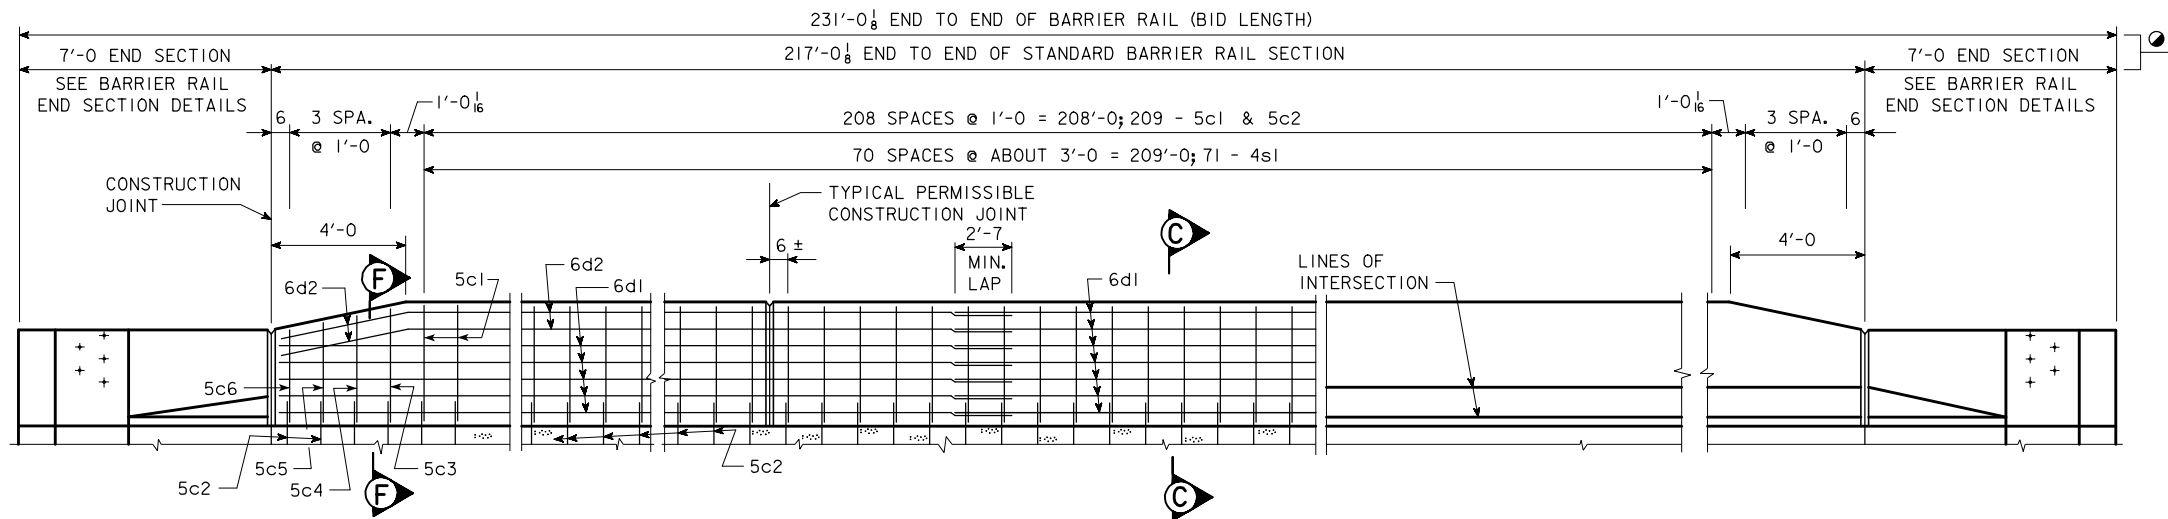 231'-0 1/8 END TO END OF BARRIER RAIL (BID LENGTH)
7'-0 END SECTION
217'-0 1/8 END TO END OF STANDARD BARRIER RAIL SECTION
7'-0 END SECTION
SEE BARRIER RAIL
END SECTION DETAILS
SEE BARRIER RAIL
END SECTION DETAILS
6
3 SPA.
@ 1'-0
1'-0 1/16
208 SPACES @ 1'-0 = 208'-0; 209 - 5c1 & 5c2
1'-0 1/16
3 SPA.
@ 1'-0
6
70 SPACES @ ABOUT 3'-0 = 209'-0; 71 - 4s1
CONSTRUCTION
JOINT
TYPICAL PERMISSIBLE
CONSTRUCTION JOINT
4'-0
6 ±
2'-7
MIN.
LAP
C
4'-0
F
6d2
5c1
6d2
6d1
6d1
LINES OF
INTERSECTION
5c6
5c2
5c5
5c4
5c3
5c2
F
C